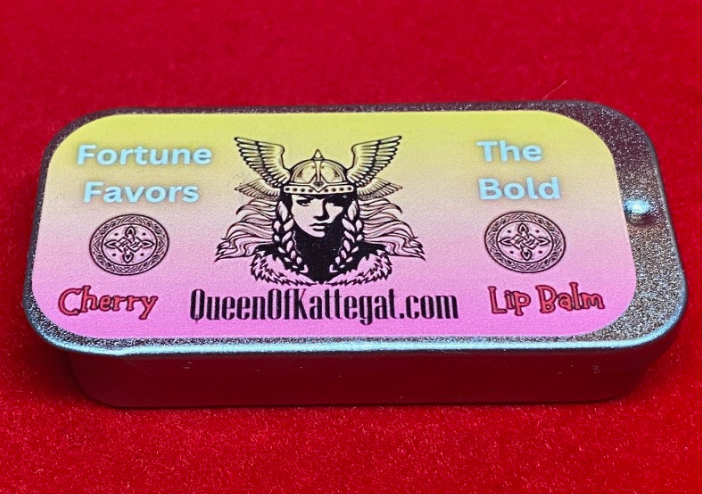 Fortune
Favors
The
Bold
Cherry
QueenOfKattegat.com
Lip Balm